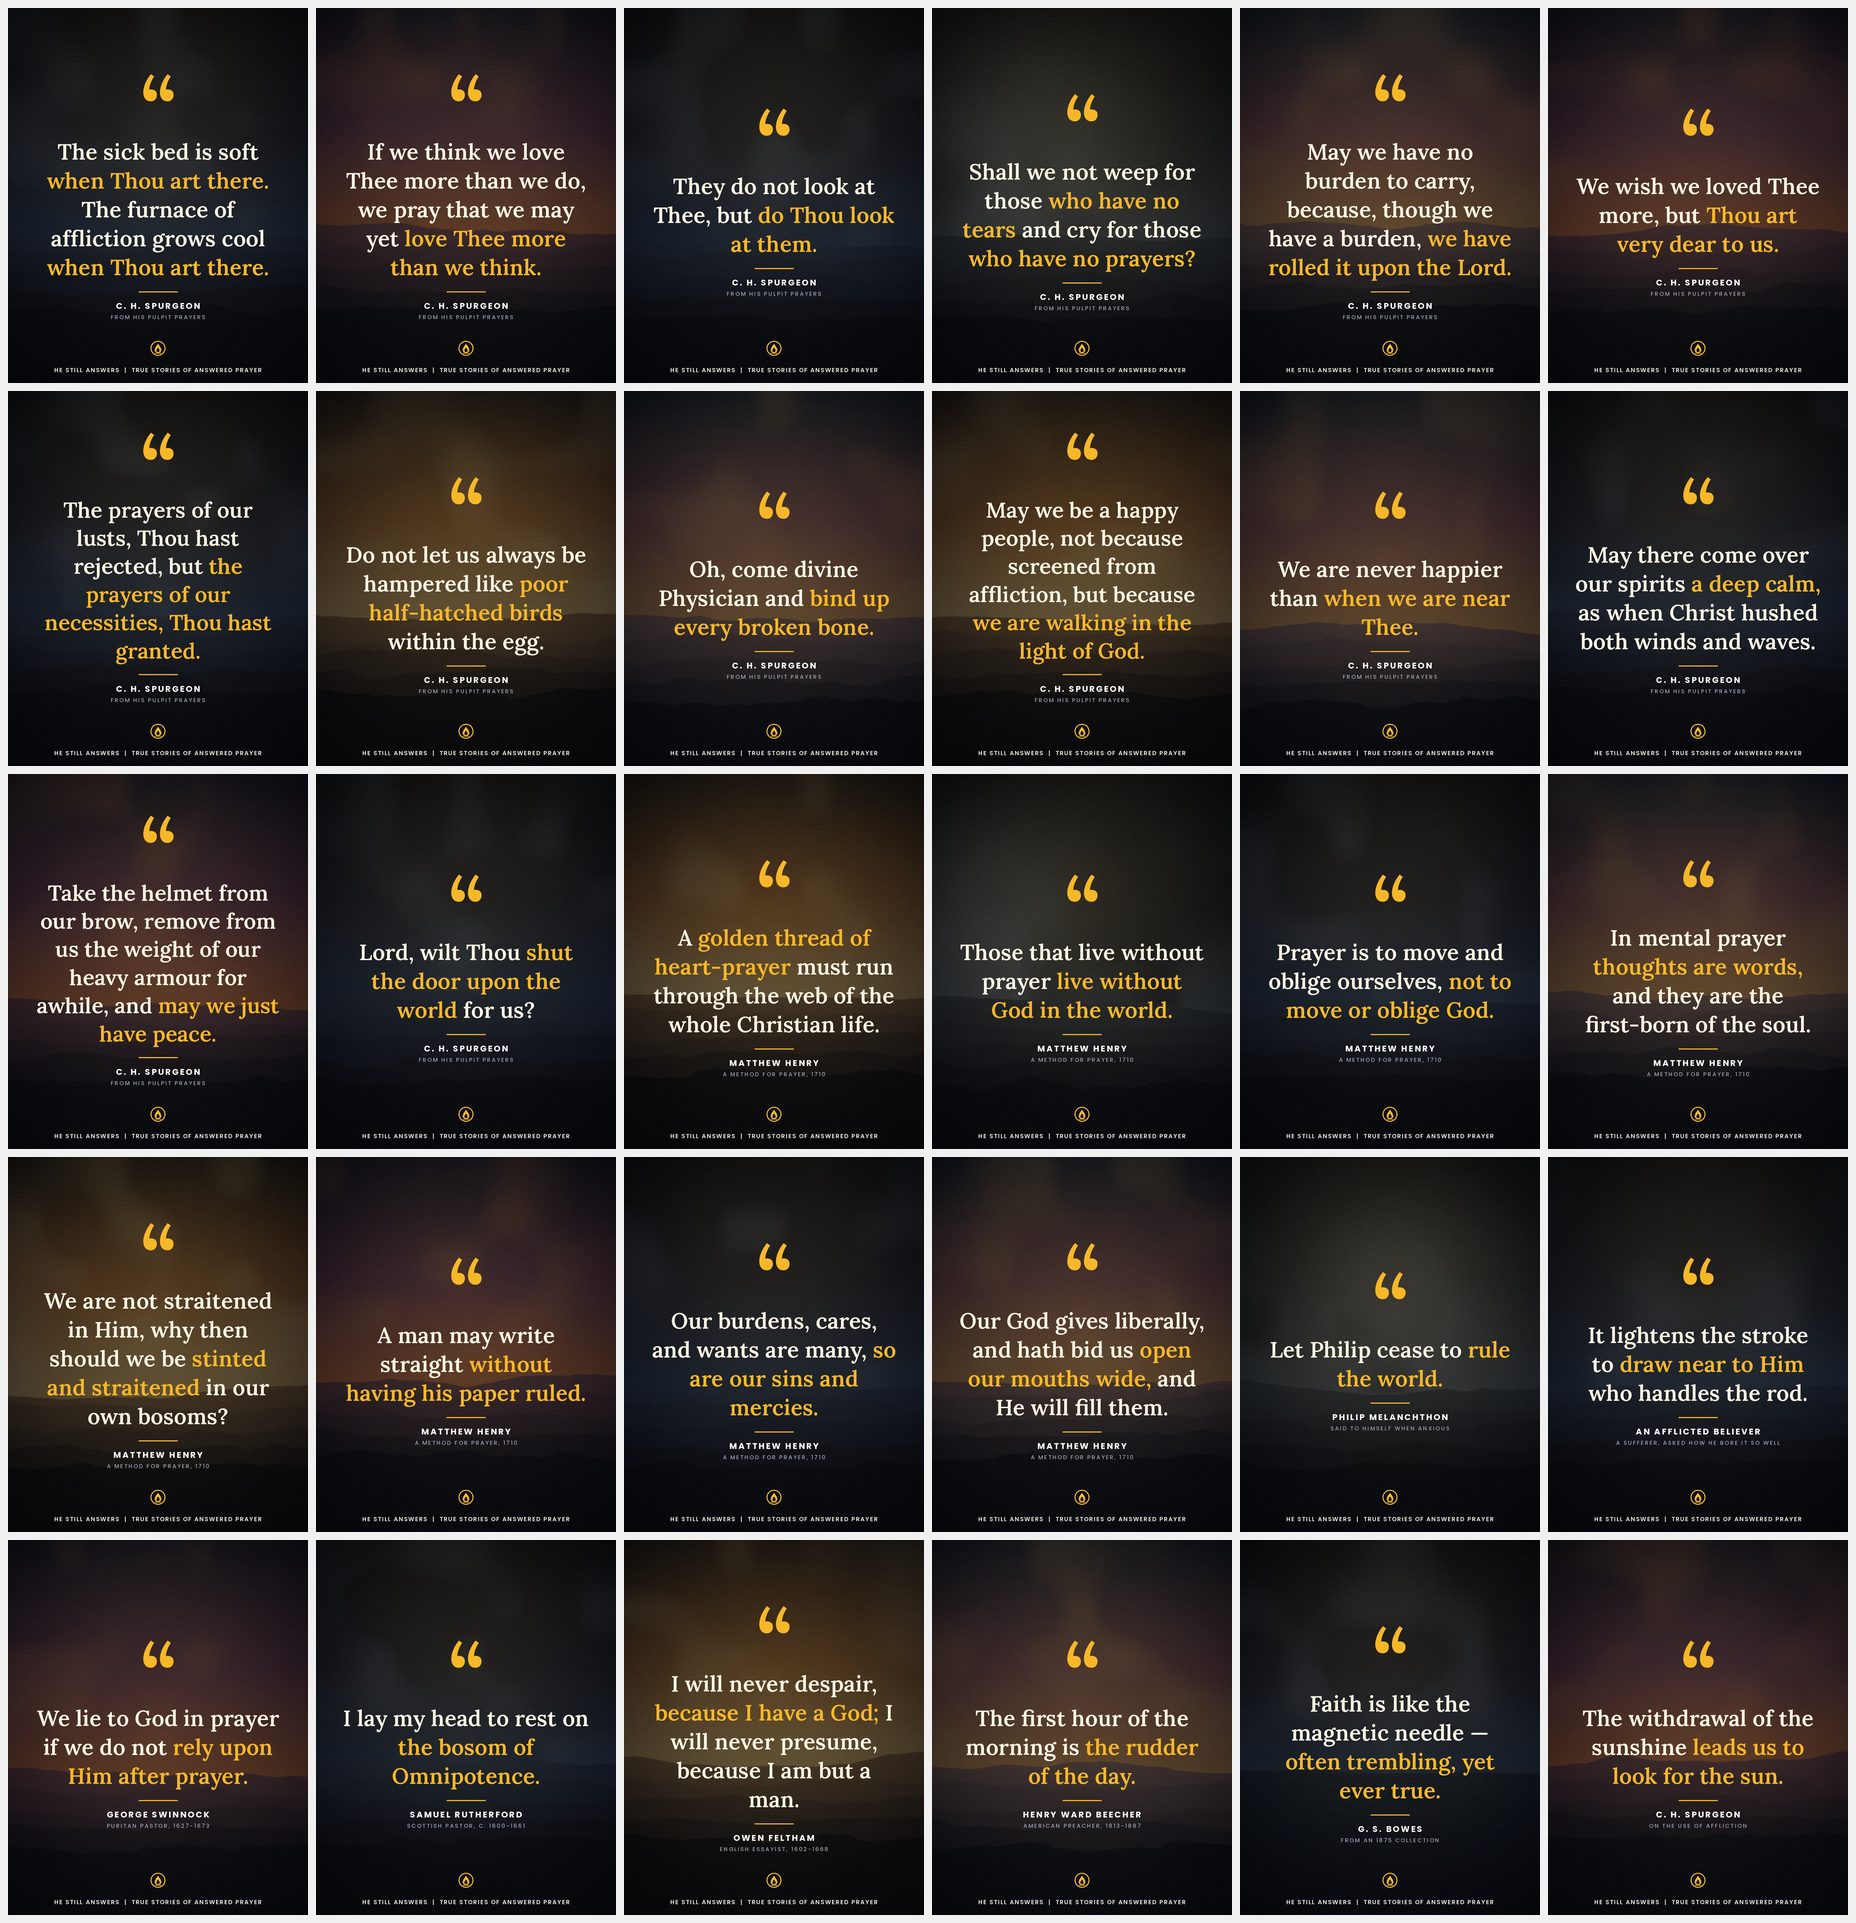 “
The sick bed is soft
when Thou art there.
The furnace of
affliction grows cool
when Thou art there.
C. H. SPURGEON
FROM HIS PULPIT PRAYERS
HE STILL ANSWERS | TRUE STORIES OF ANSWERED PRAYER
“
If we think we love
Thee more than we do,
we pray that we may
yet love Thee more
than we think.
C. H. SPURGEON
FROM HIS PULPIT PRAYERS
HE STILL ANSWERS | TRUE STORIES OF ANSWERED PRAYER
“
They do not look at
Thee, but do Thou look
at them.
C. H. SPURGEON
FROM HIS PULPIT PRAYERS
HE STILL ANSWERS | TRUE STORIES OF ANSWERED PRAYER
“
Shall we not weep for
those who have no
tears and cry for those
who have no prayers?
C. H. SPURGEON
FROM HIS PULPIT PRAYERS
HE STILL ANSWERS | TRUE STORIES OF ANSWERED PRAYER
“
May we have no
burden to carry,
because, though we
have a burden, we have
rolled it upon the Lord.
C. H. SPURGEON
FROM HIS PULPIT PRAYERS
HE STILL ANSWERS | TRUE STORIES OF ANSWERED PRAYER
“
We wish we loved Thee
more, but Thou art
very dear to us.
C. H. SPURGEON
FROM HIS PULPIT PRAYERS
HE STILL ANSWERS | TRUE STORIES OF ANSWERED PRAYER
“
The prayers of our
lusts, Thou hast
rejected, but the
prayers of our
necessities, Thou hast
granted.
C. H. SPURGEON
FROM HIS PULPIT PRAYERS
HE STILL ANSWERS | TRUE STORIES OF ANSWERED PRAYER
“
Do not let us always be
hampered like poor
half-hatched birds
within the egg.
C. H. SPURGEON
FROM HIS PULPIT PRAYERS
HE STILL ANSWERS | TRUE STORIES OF ANSWERED PRAYER
“
Oh, come divine
Physician and bind up
every broken bone.
C. H. SPURGEON
FROM HIS PULPIT PRAYERS
HE STILL ANSWERS | TRUE STORIES OF ANSWERED PRAYER
“
May we be a happy
people, not because
screened from
affliction, but because
we are walking in the
light of God.
C. H. SPURGEON
FROM HIS PULPIT PRAYERS
HE STILL ANSWERS | TRUE STORIES OF ANSWERED PRAYER
“
We are never happier
than when we are near
Thee.
C. H. SPURGEON
FROM HIS PULPIT PRAYERS
HE STILL ANSWERS | TRUE STORIES OF ANSWERED PRAYER
“
May there come over
our spirits a deep calm,
as when Christ hushed
both winds and waves.
C. H. SPURGEON
FROM HIS PULPIT PRAYERS
HE STILL ANSWERS | TRUE STORIES OF ANSWERED PRAYER
“
Take the helmet from
our brow, remove from
us the weight of our
heavy armour for
awhile, and may we just
have peace.
C. H. SPURGEON
FROM HIS PULPIT PRAYERS
HE STILL ANSWERS | TRUE STORIES OF ANSWERED PRAYER
“
Lord, wilt Thou shut
the door upon the
world for us?
C. H. SPURGEON
FROM HIS PULPIT PRAYERS
HE STILL ANSWERS | TRUE STORIES OF ANSWERED PRAYER
“
A golden thread of
heart-prayer must run
through the web of the
whole Christian life.
MATTHEW HENRY
A METHOD FOR PRAYER, 1710
HE STILL ANSWERS | TRUE STORIES OF ANSWERED PRAYER
“
Those that live without
prayer live without
God in the world.
MATTHEW HENRY
A METHOD FOR PRAYER, 1710
HE STILL ANSWERS | TRUE STORIES OF ANSWERED PRAYER
“
Prayer is to move and
oblige ourselves, not to
move or oblige God.
MATTHEW HENRY
A METHOD FOR PRAYER, 1710
HE STILL ANSWERS | TRUE STORIES OF ANSWERED PRAYER
“
In mental prayer
thoughts are words,
and they are the
first-born of the soul.
MATTHEW HENRY
A METHOD FOR PRAYER, 1710
HE STILL ANSWERS | TRUE STORIES OF ANSWERED PRAYER
“
We are not straitened
in Him, why then
should we be stinted
and straitened in our
own bosoms?
MATTHEW HENRY
A METHOD FOR PRAYER, 1710
HE STILL ANSWERS | TRUE STORIES OF ANSWERED PRAYER
“
A man may write
straight without
having his paper ruled.
MATTHEW HENRY
A METHOD FOR PRAYER, 1710
HE STILL ANSWERS | TRUE STORIES OF ANSWERED PRAYER
“
Our burdens, cares,
and wants are many, so
are our sins and
mercies.
MATTHEW HENRY
A METHOD FOR PRAYER, 1710
HE STILL ANSWERS | TRUE STORIES OF ANSWERED PRAYER
“
Our God gives liberally,
and hath bid us open
our mouths wide, and
He will fill them.
MATTHEW HENRY
A METHOD FOR PRAYER, 1710
HE STILL ANSWERS | TRUE STORIES OF ANSWERED PRAYER
“
Let Philip cease to rule
the world.
PHILIP MELANCHTHON
SAID TO HIMSELF WHEN ANXIOUS
HE STILL ANSWERS | TRUE STORIES OF ANSWERED PRAYER
“
It lightens the stroke
to draw near to Him
who handles the rod.
AN AFFLICTED BELIEVER
A SUFFERER, ASKED HOW HE BORE IT SO WELL
HE STILL ANSWERS | TRUE STORIES OF ANSWERED PRAYER
“
We lie to God in prayer
if we do not rely upon
Him after prayer.
GEORGE SWINNOCK
PURITAN PASTOR, 1627–1673
HE STILL ANSWERS | TRUE STORIES OF ANSWERED PRAYER
“
I lay my head to rest on
the bosom of
Omnipotence.
SAMUEL RUTHERFORD
SCOTTISH PASTOR, C. 1600–1661
HE STILL ANSWERS | TRUE STORIES OF ANSWERED PRAYER
“
I will never despair,
because I have a God; I
will never presume,
because I am but a
man.
OWEN FELTHAM
ENGLISH ESSAYIST, 1602–1668
HE STILL ANSWERS | TRUE STORIES OF ANSWERED PRAYER
“
The first hour of the
morning is the rudder
of the day.
HENRY WARD BEECHER
AMERICAN PREACHER, 1813–1887
HE STILL ANSWERS | TRUE STORIES OF ANSWERED PRAYER
“
Faith is like the
magnetic needle —
often trembling, yet
ever true.
G. S. BOWES
FROM AN 1875 COLLECTION
HE STILL ANSWERS | TRUE STORIES OF ANSWERED PRAYER
“
The withdrawal of the
sunshine leads us to
look for the sun.
C. H. SPURGEON
ON THE USE OF AFFLICTION
HE STILL ANSWERS | TRUE STORIES OF ANSWERED PRAYER